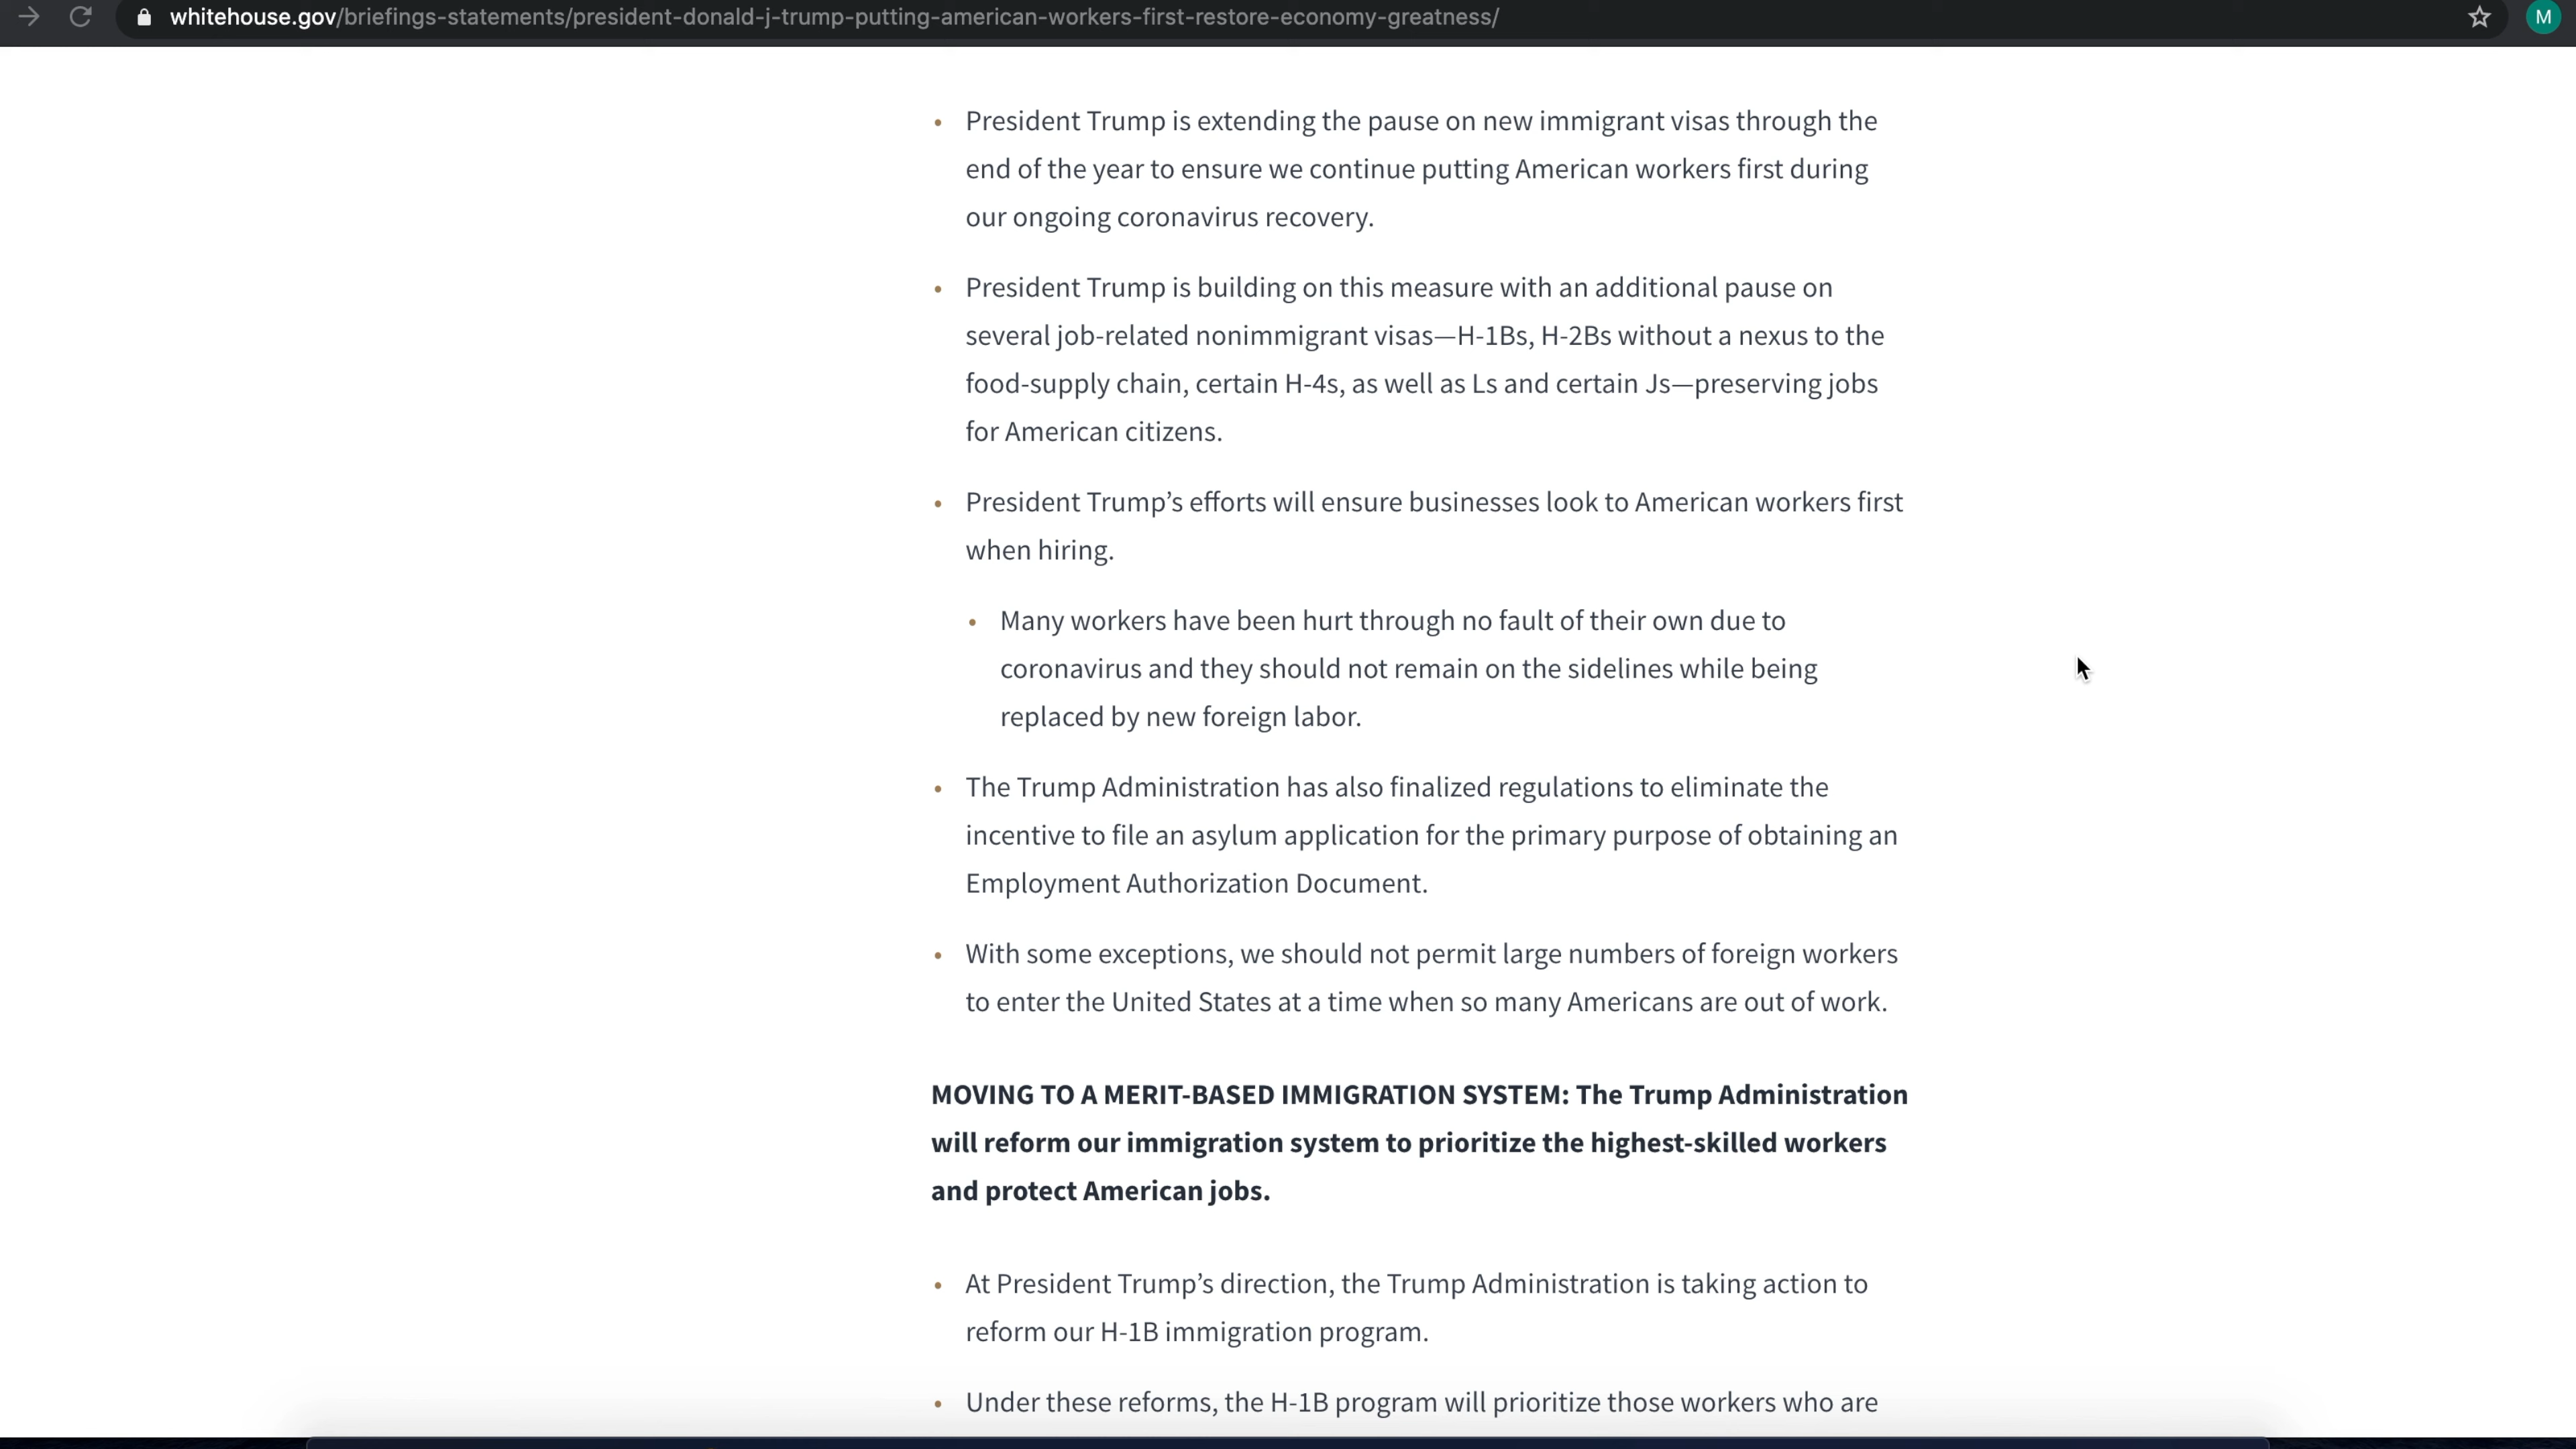 whitehouse.gov/briefings-statements/president-donald-j-trump-putting-american-workers-first-restore-economy-greatness/
M
• President Trump is extending the pause on new immigrant visas through the
end of the year to ensure we continue putting American workers first during
our ongoing coronavirus recovery.
• President Trump is building on this measure with an additional pause on
several job-related nonimmigrant visas—H-1Bs, H-2Bs without a nexus to the
food-supply chain, certain H-4s, as well as Ls and certain Js—preserving jobs
for American citizens.
• President Trump’s efforts will ensure businesses look to American workers first
when hiring.
• Many workers have been hurt through no fault of their own due to
coronavirus and they should not remain on the sidelines while being
replaced by new foreign labor.
• The Trump Administration has also finalized regulations to eliminate the
incentive to file an asylum application for the primary purpose of obtaining an
Employment Authorization Document.
• With some exceptions, we should not permit large numbers of foreign workers
to enter the United States at a time when so many Americans are out of work.
MOVING TO A MERIT-BASED IMMIGRATION SYSTEM: The Trump Administration
will reform our immigration system to prioritize the highest-skilled workers
and protect American jobs.
• At President Trump’s direction, the Trump Administration is taking action to
reform our H-1B immigration program.
• Under these reforms, the H-1B program will prioritize those workers who are